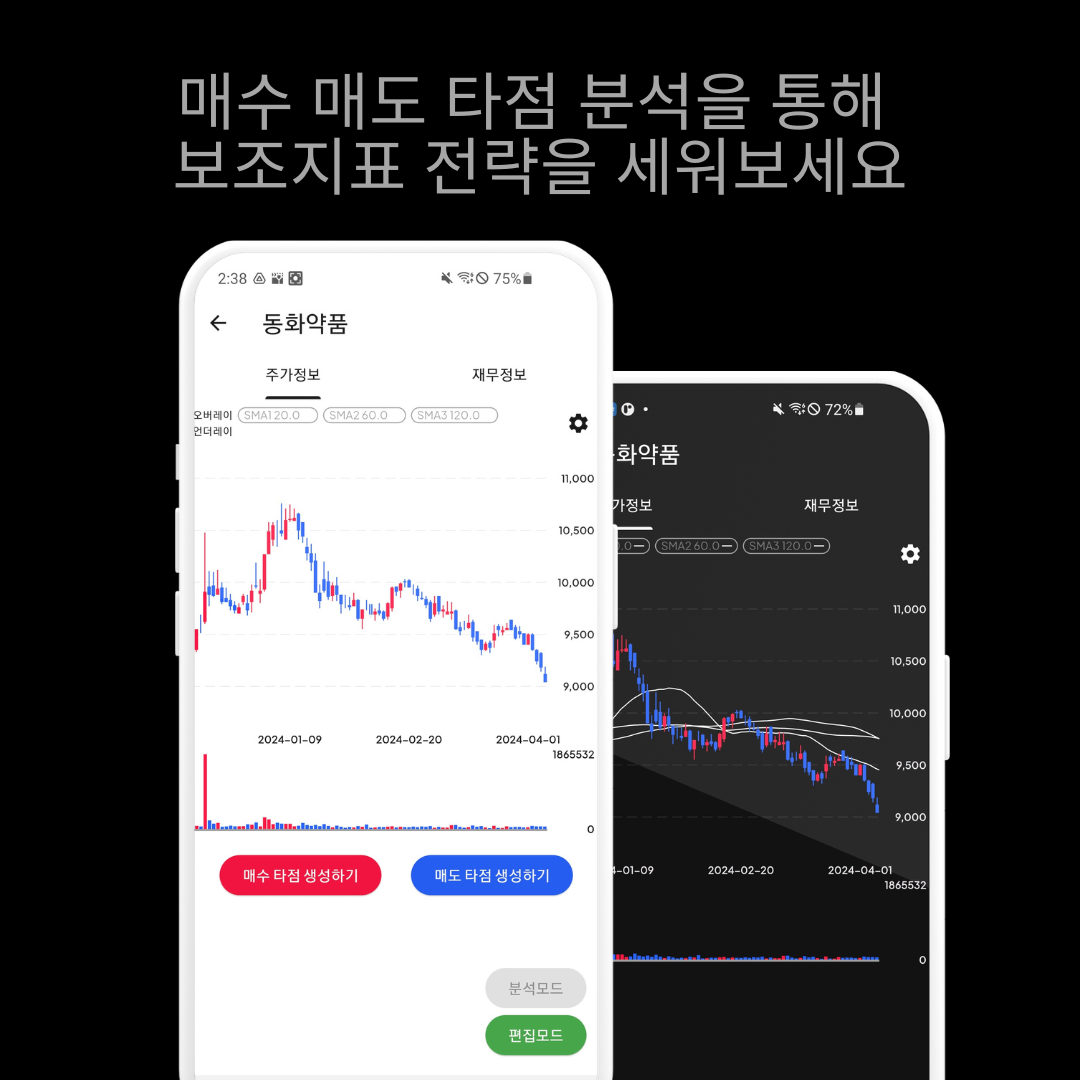 매수 매도 타점 분석을 통해
보조지표 전략을 세워보세요
2:38
75%
동화약품
주가정보 재무정보
오버레이 SMA1 20.0 SMA2 60.0 SMA3 120.0
언더레이
11,000
10,500
10,000
9,500
9,000
2024-01-09 2024-02-20 2024-04-01
1865532
0
매수 타점 생성하기 매도 타점 생성하기
분석모드
편집모드
72%
화약품
가정보 재무정보
.0 SMA2 60.0 SMA3 120.0
11,000
10,500
10,000
9,500
9,000
4-01-09 2024-02-20 2024-04-01
1865532
0